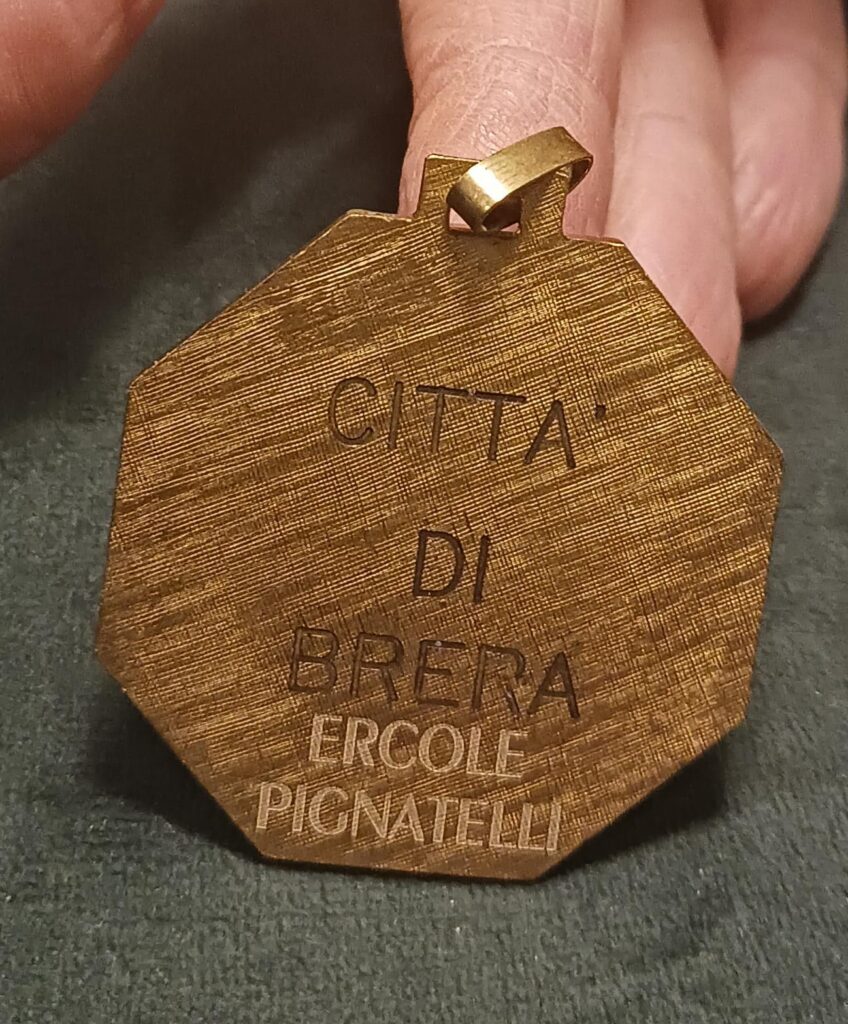 CITTA'
DI
BRERA
ERCOLE
PIGNATELLI